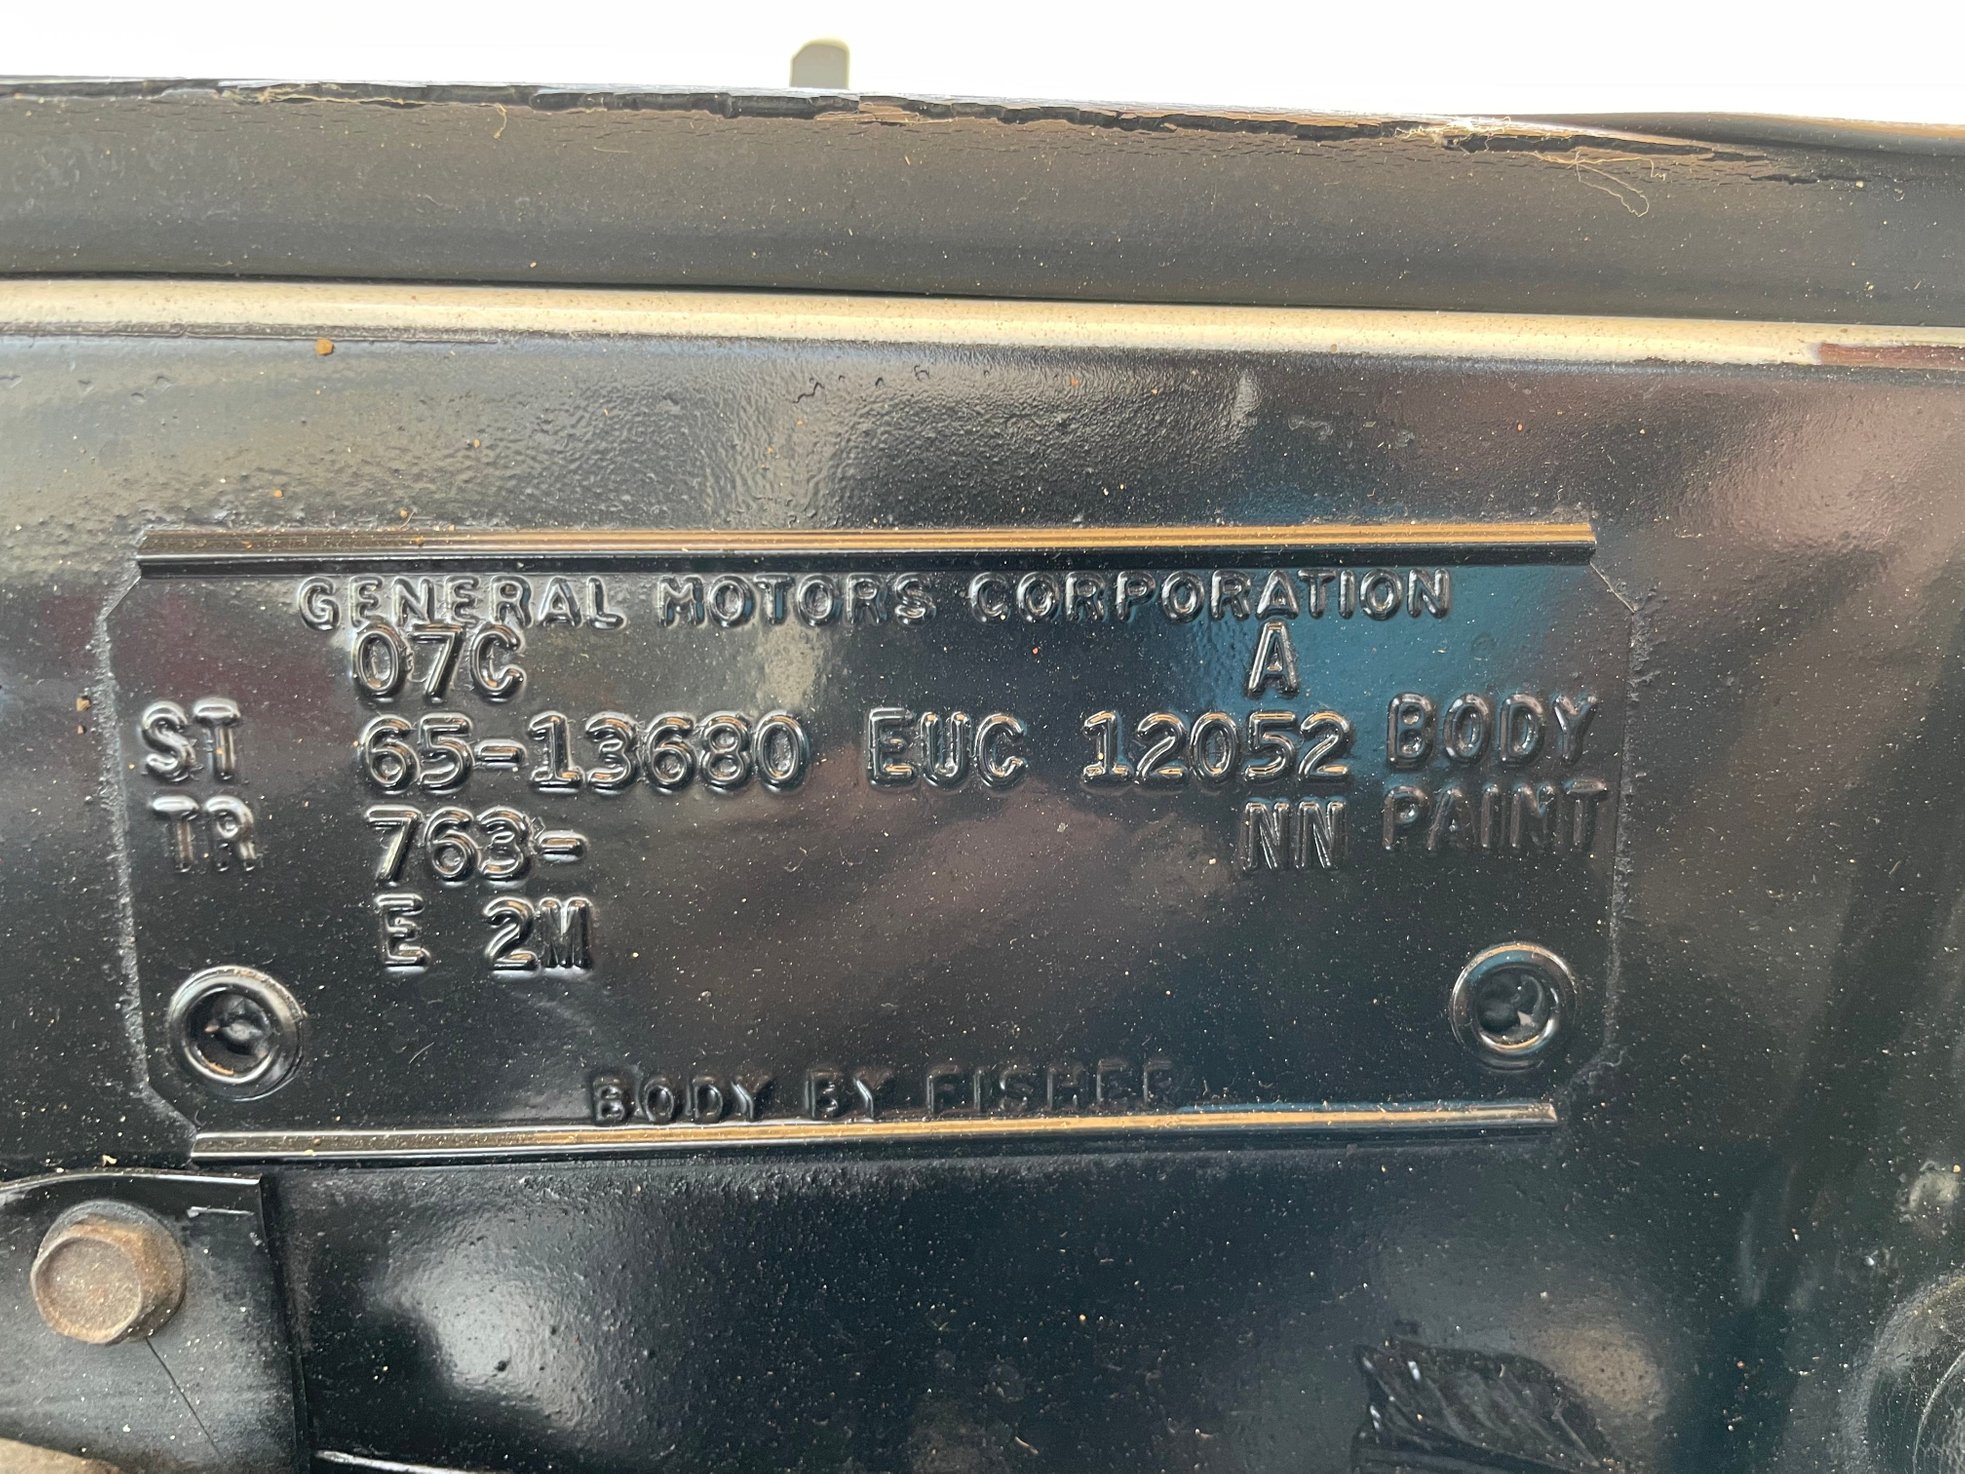 GENERAL MOTORS CORPORATION
07C A
ST 65-13680 EUC 12052 BODY
TR 763- NN PAINT
E 2M
BODY BY FISHER